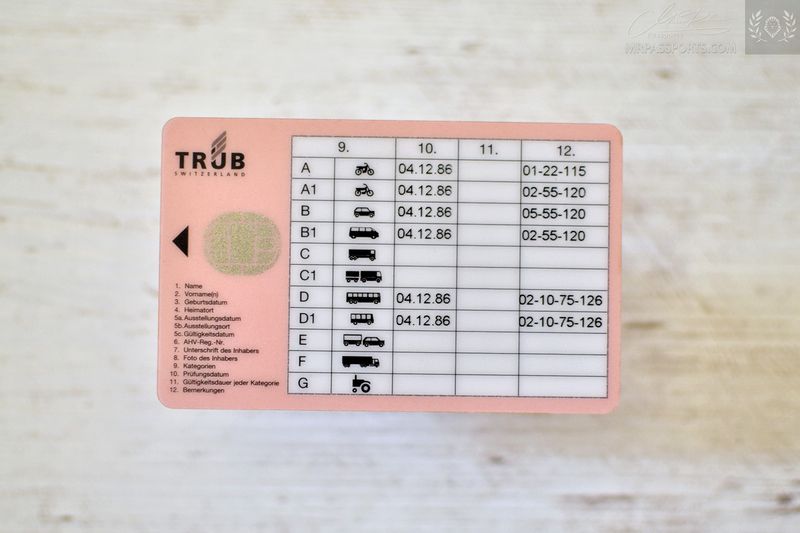 MRPASSPORTS.COM
TRÜB
SWITZERLAND
1. Name
2. Vorname(n)
3. Geburtsdatum
4. Heimatort
5a. Ausstellungsdatum
5b. Ausstellungsort
5c. Gültigkeitsdatum
6. AHV-Reg.-Nr.
7. Unterschrift des Inhabers
8. Foto des Inhabers
9. Kategorien
10. Prüfungsdatum
11. Gültigkeitsdauer jeder Kategorie
12. Bemerkungen
9. 10. 11. 12.
A 04.12.86 01-22-115
A1 04.12.86 02-55-120
B 04.12.86 05-55-120
B1 04.12.86 02-55-120
C
C1
D 04.12.86 02-10-75-126
D1 04.12.86 02-10-75-126
E
F
G